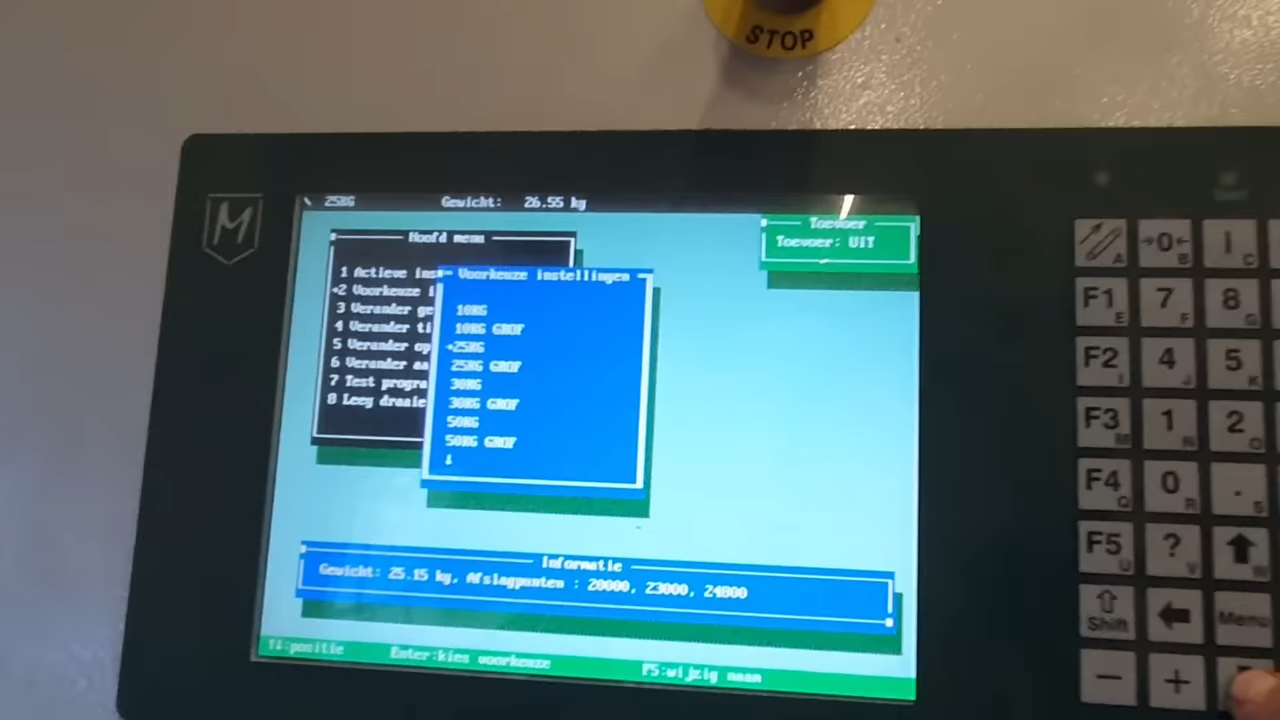 STOP
M
25KG Gewicht: 26.55 kg
Toevoer
Toevoer: UIT
Hoofd menu
1 Actieve ins
→2 Voorkeuze i
3 Verander ge
4 Verander ti
5 Verander op
6 Verander aa
7 Test progra
8 Leeg draaie
Voorkeuze instellingen
10KG
10KG GROF
→25KG
25KG GROF
30KG
30KG GROF
50KG
50KG GROF
↓
Informatie
Gewicht: 25.15 kg, Afslagpunten : 20000, 23000, 24800
↑↓:positie Enter:kies voorkeuze F5:wijzig naam
A →0← B | C
F1 E 7 F 8 G
F2 I 4 J 5 K
F3 M 1 N 2 O
F4 Q 0 R . S
F5 U ? V ⬆ W
⇧ Shift ⬅ Menu
− +